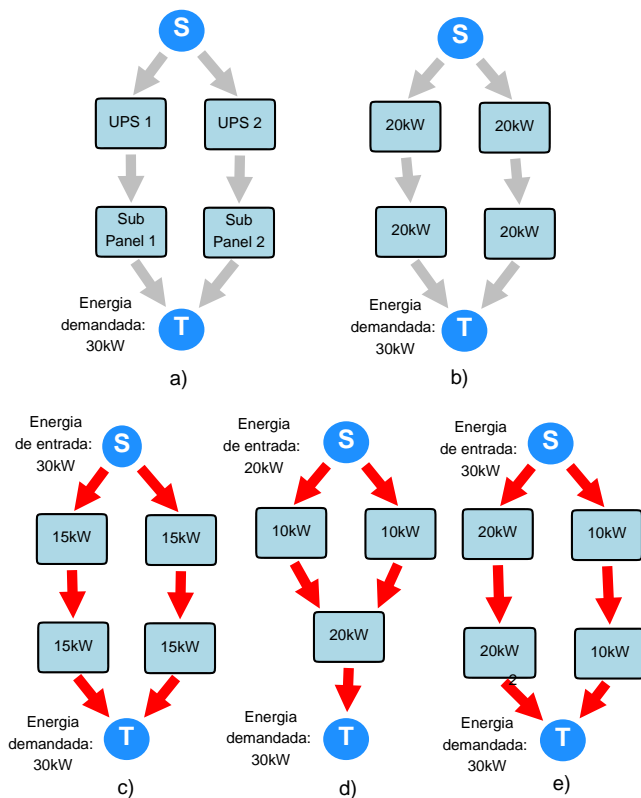 S
UPS 1
UPS 2
Sub
Panel 1
Sub
Panel 2
Energia
demandada:
30kW
T
a)
S
20kW
20kW
20kW
20kW
Energia
demandada:
30kW
T
b)
Energia
de entrada:
30kW
S
15kW
15kW
15kW
15kW
Energia
demandada:
30kW
T
c)
Energia
de entrada:
20kW
S
10kW
10kW
20kW
Energia
demandada:
30kW
T
d)
Energia
de entrada:
30kW
S
20kW
10kW
20kW
10kW
2
Energia
demandada:
30kW
T
e)